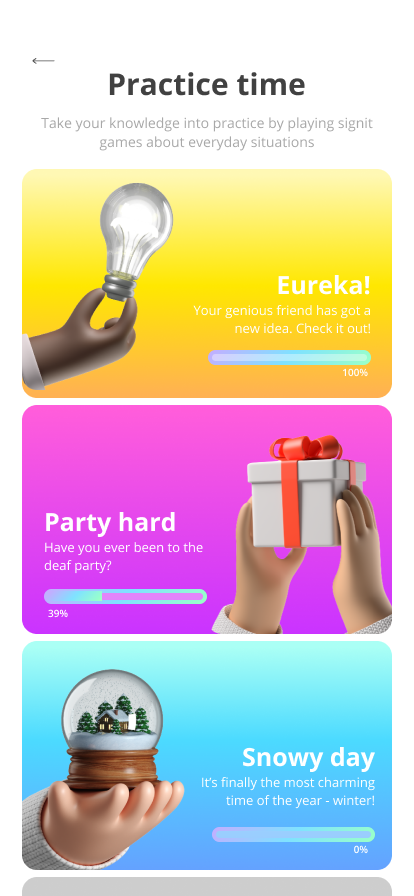 Practice time
Take your knowledge into practice by playing signit
games about everyday situations
Eureka!
Your genious friend has got a
new idea. Check it out!
100%
Party hard
Have you ever been to the
deaf party?
39%
Snowy day
It's finally the most charming
time of the year - winter!
0%